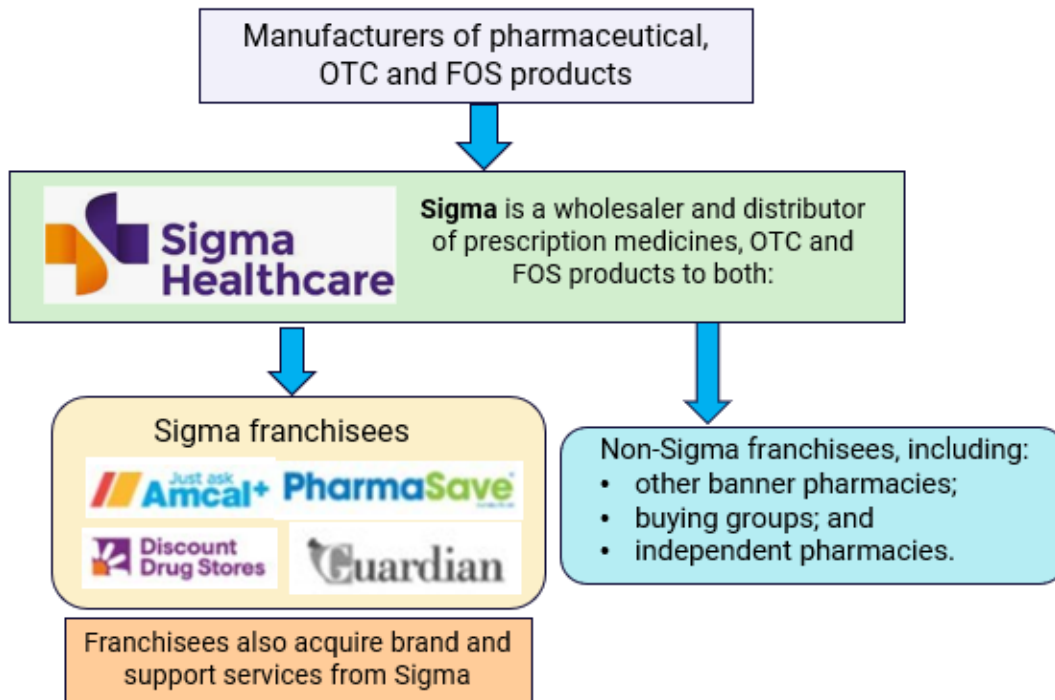 Manufacturers of pharmaceutical,
OTC and FOS products
Sigma
Healthcare
Sigma is a wholesaler and distributor
of prescription medicines, OTC and
FOS products to both:
Sigma franchisees
Just ask
Amcal+
PharmaSave
Discount
Drug Stores
Guardian
Non-Sigma franchisees, including:
• other banner pharmacies;
• buying groups; and
• independent pharmacies.
Franchisees also acquire brand and
support services from Sigma